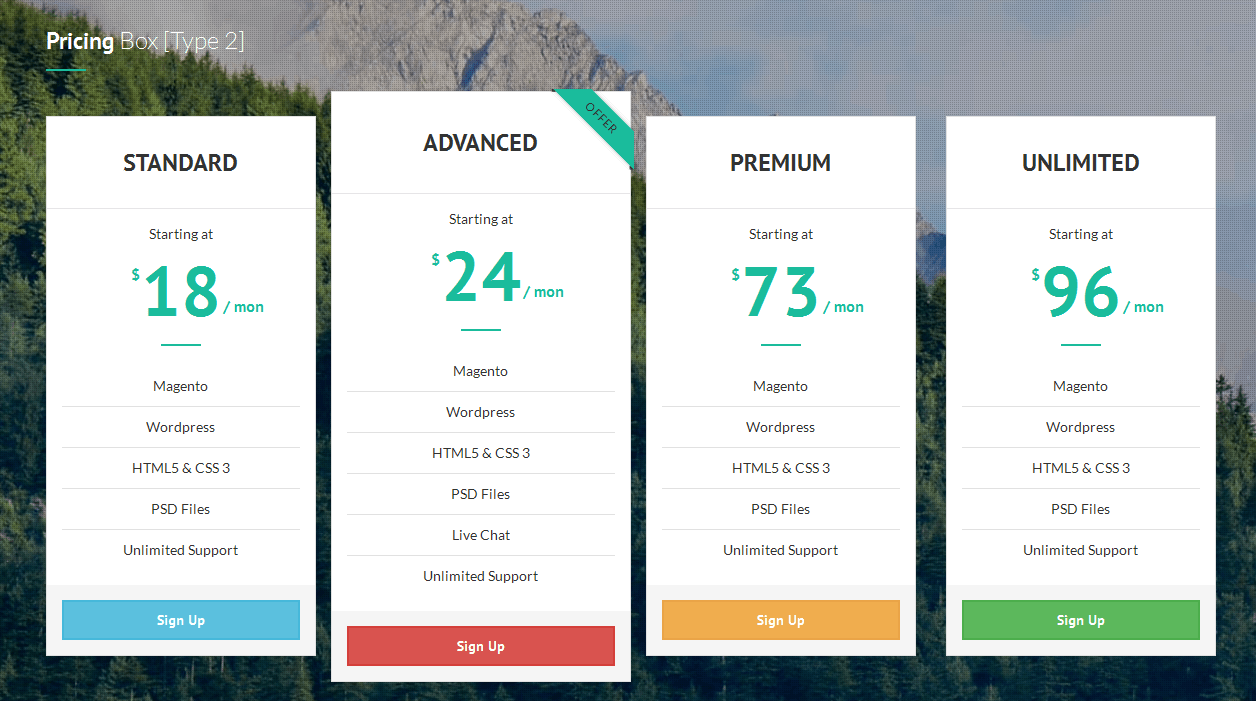 Pricing Box [Type 2]
STANDARD
Starting at
$18 / mon
Magento
Wordpress
HTML5 & CSS 3
PSD Files
Unlimited Support
Sign Up
OFFER
ADVANCED
Starting at
$24 / mon
Magento
Wordpress
HTML5 & CSS 3
PSD Files
Live Chat
Unlimited Support
Sign Up
PREMIUM
Starting at
$73 / mon
Magento
Wordpress
HTML5 & CSS 3
PSD Files
Unlimited Support
Sign Up
UNLIMITED
Starting at
$96 / mon
Magento
Wordpress
HTML5 & CSS 3
PSD Files
Unlimited Support
Sign Up